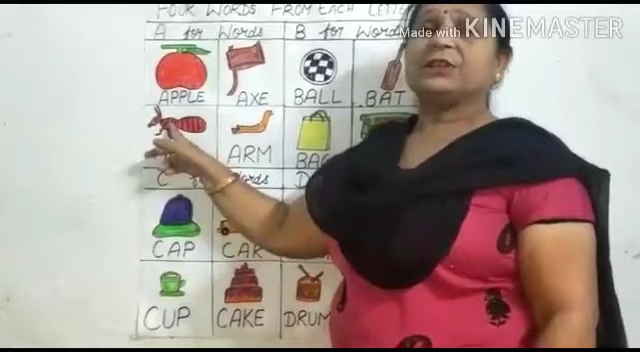 FOUR WORDS FROM EACH
Made with KINEMASTER
A for Words B for Words
APPLE AXE BALL BAT
ARM BAG
C Words D
CAP CAR
CUP CAKE DRUM